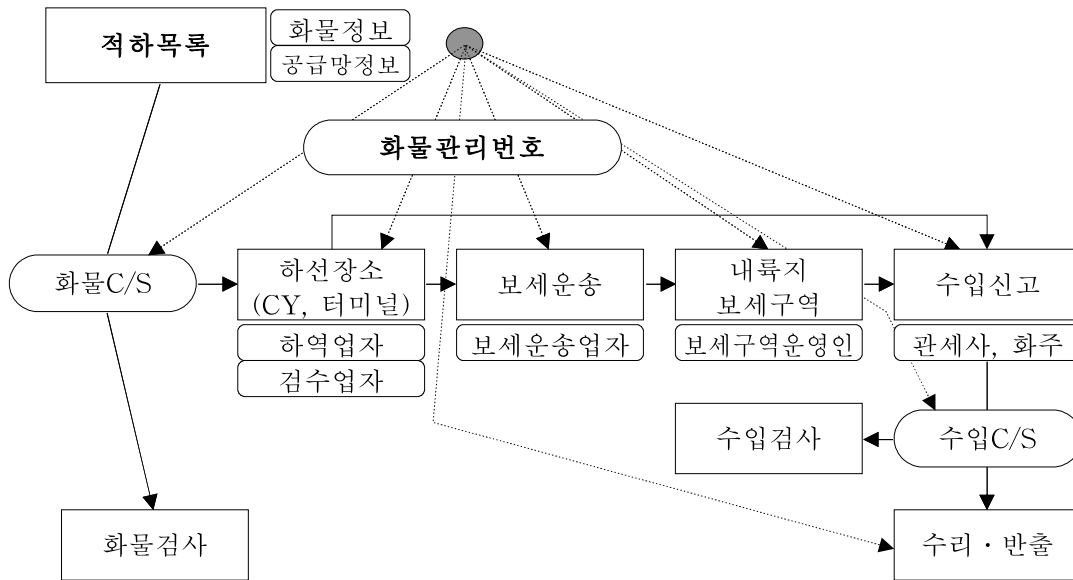 적하목록
화물정보
공급망정보
화물관리번호
화물C/S
하선장소
(CY, 터미널)
보세운송
내륙지
보세구역
수입신고
하역업자
검수업자
보세운송업자
보세구역운영인
관세사, 화주
수입검사
수입C/S
화물검사
수리 · 반출